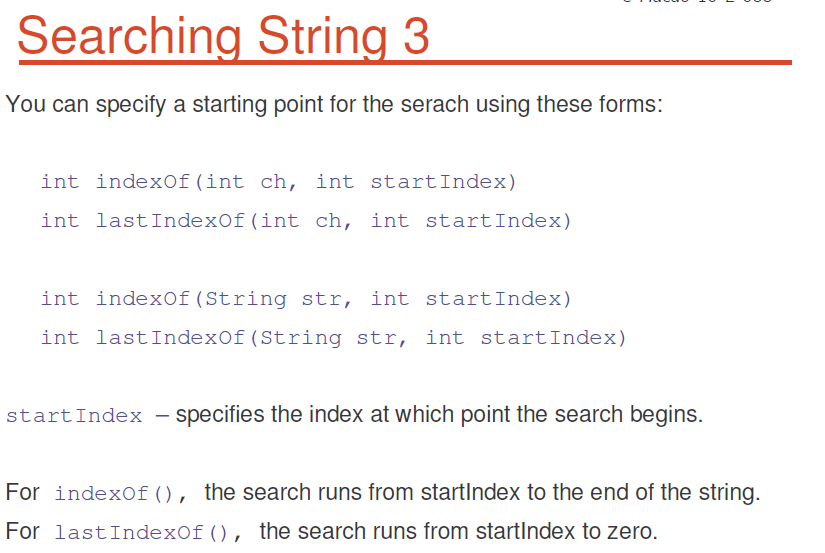 Searching String 3
You can specify a starting point for the serach using these forms:
int indexOf(int ch, int startIndex)
int lastIndexOf(int ch, int startIndex)
int indexOf(String str, int startIndex)
int lastIndexOf(String str, int startIndex)
startIndex – specifies the index at which point the search begins.
For indexOf(), the search runs from startIndex to the end of the string.
For lastIndexOf(), the search runs from startIndex to zero.